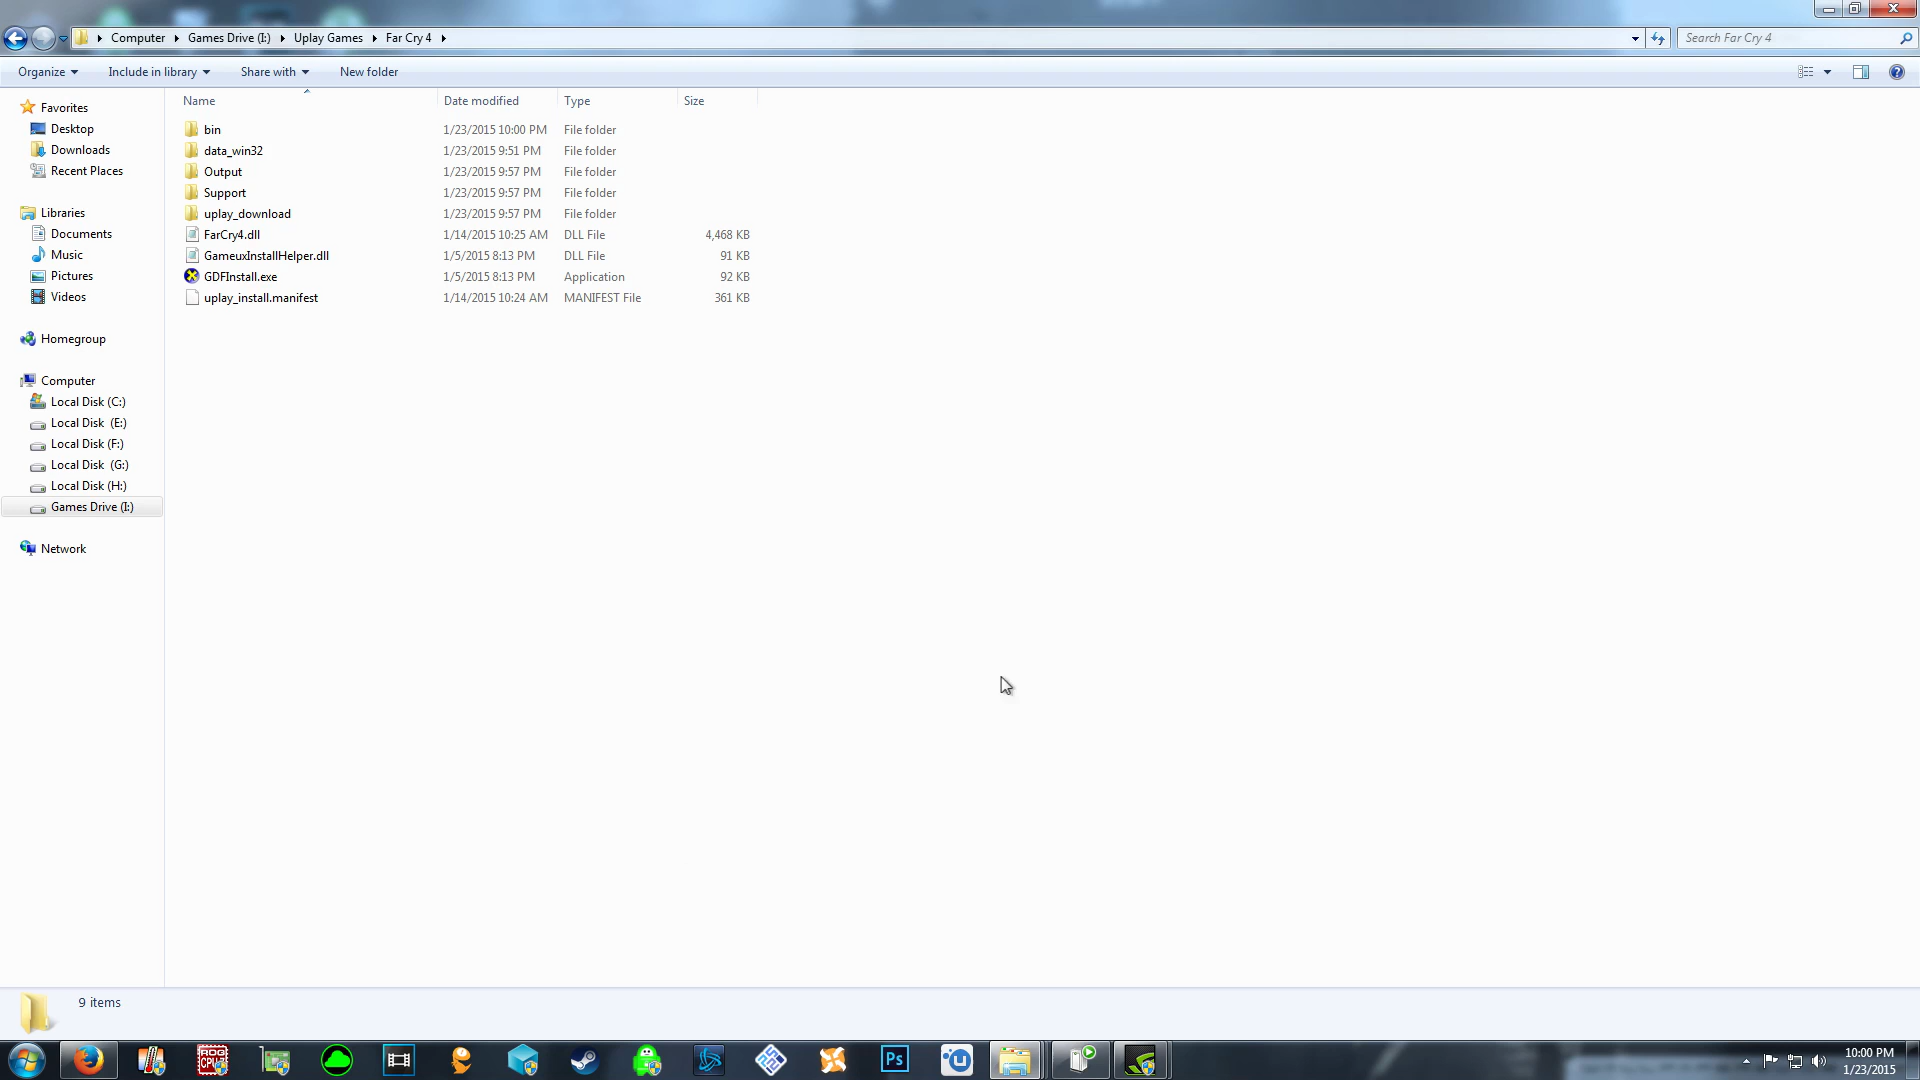 Computer Games Drive (I:) Uplay Games Far Cry 4 Search Far Cry 4
Organize Include in library Share with New folder
Name Date modified Type Size
Favorites
Desktop
Downloads
Recent Places
Libraries
Documents
Music
Pictures
Videos
Homegroup
Computer
Local Disk (C:)
Local Disk (E:)
Local Disk (F:)
Local Disk (G:)
Local Disk (H:)
Games Drive (I:)
Network
bin 1/23/2015 10:00 PM File folder
data_win32 1/23/2015 9:51 PM File folder
Output 1/23/2015 9:57 PM File folder
Support 1/23/2015 9:57 PM File folder
uplay_download 1/23/2015 9:57 PM File folder
FarCry4.dll 1/14/2015 10:25 AM DLL File 4,468 KB
GameuxInstallHelper.dll 1/5/2015 8:13 PM DLL File 91 KB
GDFInstall.exe 1/5/2015 8:13 PM Application 92 KB
uplay_install.manifest 1/14/2015 10:24 AM MANIFEST File 361 KB
9 items
ROG
CPU-Z
Ps
10:00 PM
1/23/2015